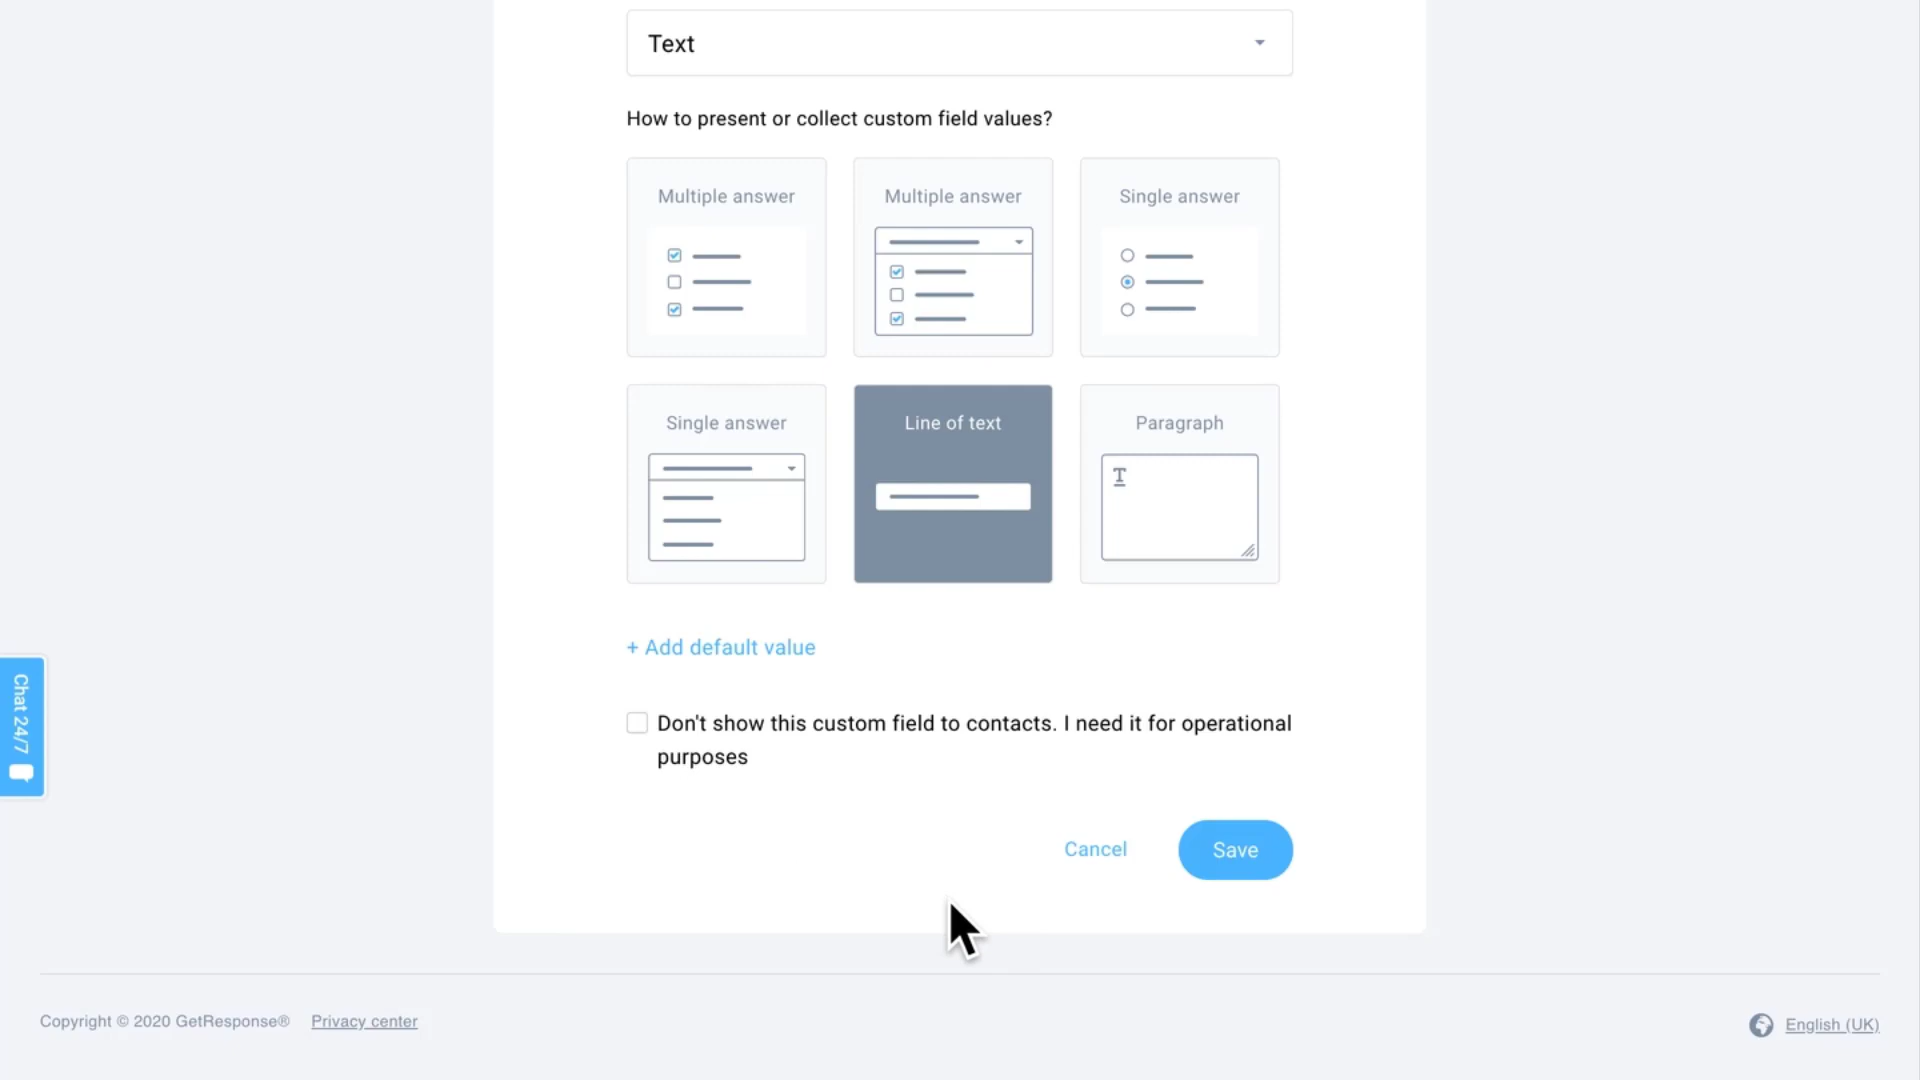 Text
How to present or collect custom field values?
Multiple answer
Multiple answer
Single answer
Single answer
Line of text
Paragraph
T
+ Add default value
Don't show this custom field to contacts. I need it for operational
purposes
Cancel
Save
Chat 24/7
Copyright © 2020 GetResponse®
Privacy center
English (UK)